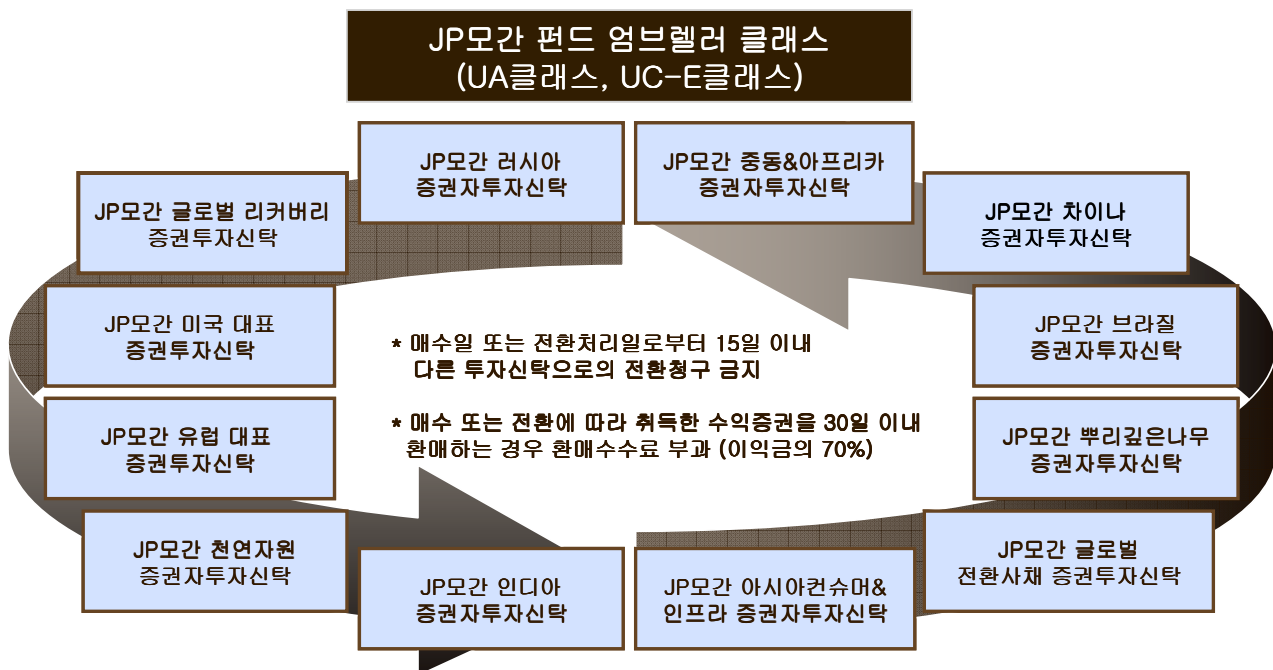 JP모간 펀드 엄브렐러 클래스
(UA클래스, UC-E클래스)
JP모간 러시아
증권자투자신탁
JP모간 중동&아프리카
증권자투자신탁
JP모간 글로벌 리커버리
증권투자신탁
JP모간 차이나
증권자투자신탁
JP모간 미국 대표
증권투자신탁
JP모간 브라질
증권자투자신탁
* 매수일 또는 전환처리일로부터 15일 이내
다른 투자신탁으로의 전환청구 금지
* 매수 또는 전환에 따라 취득한 수익증권을 30일 이내
환매하는 경우 환매수수료 부과 (이익금의 70%)
JP모간 유럽 대표
증권투자신탁
JP모간 뿌리깊은나무
증권자투자신탁
JP모간 천연자원
증권자투자신탁
JP모간 글로벌
전환사채 증권투자신탁
JP모간 인디아
증권자투자신탁
JP모간 아시아컨슈머&
인프라 증권자투자신탁